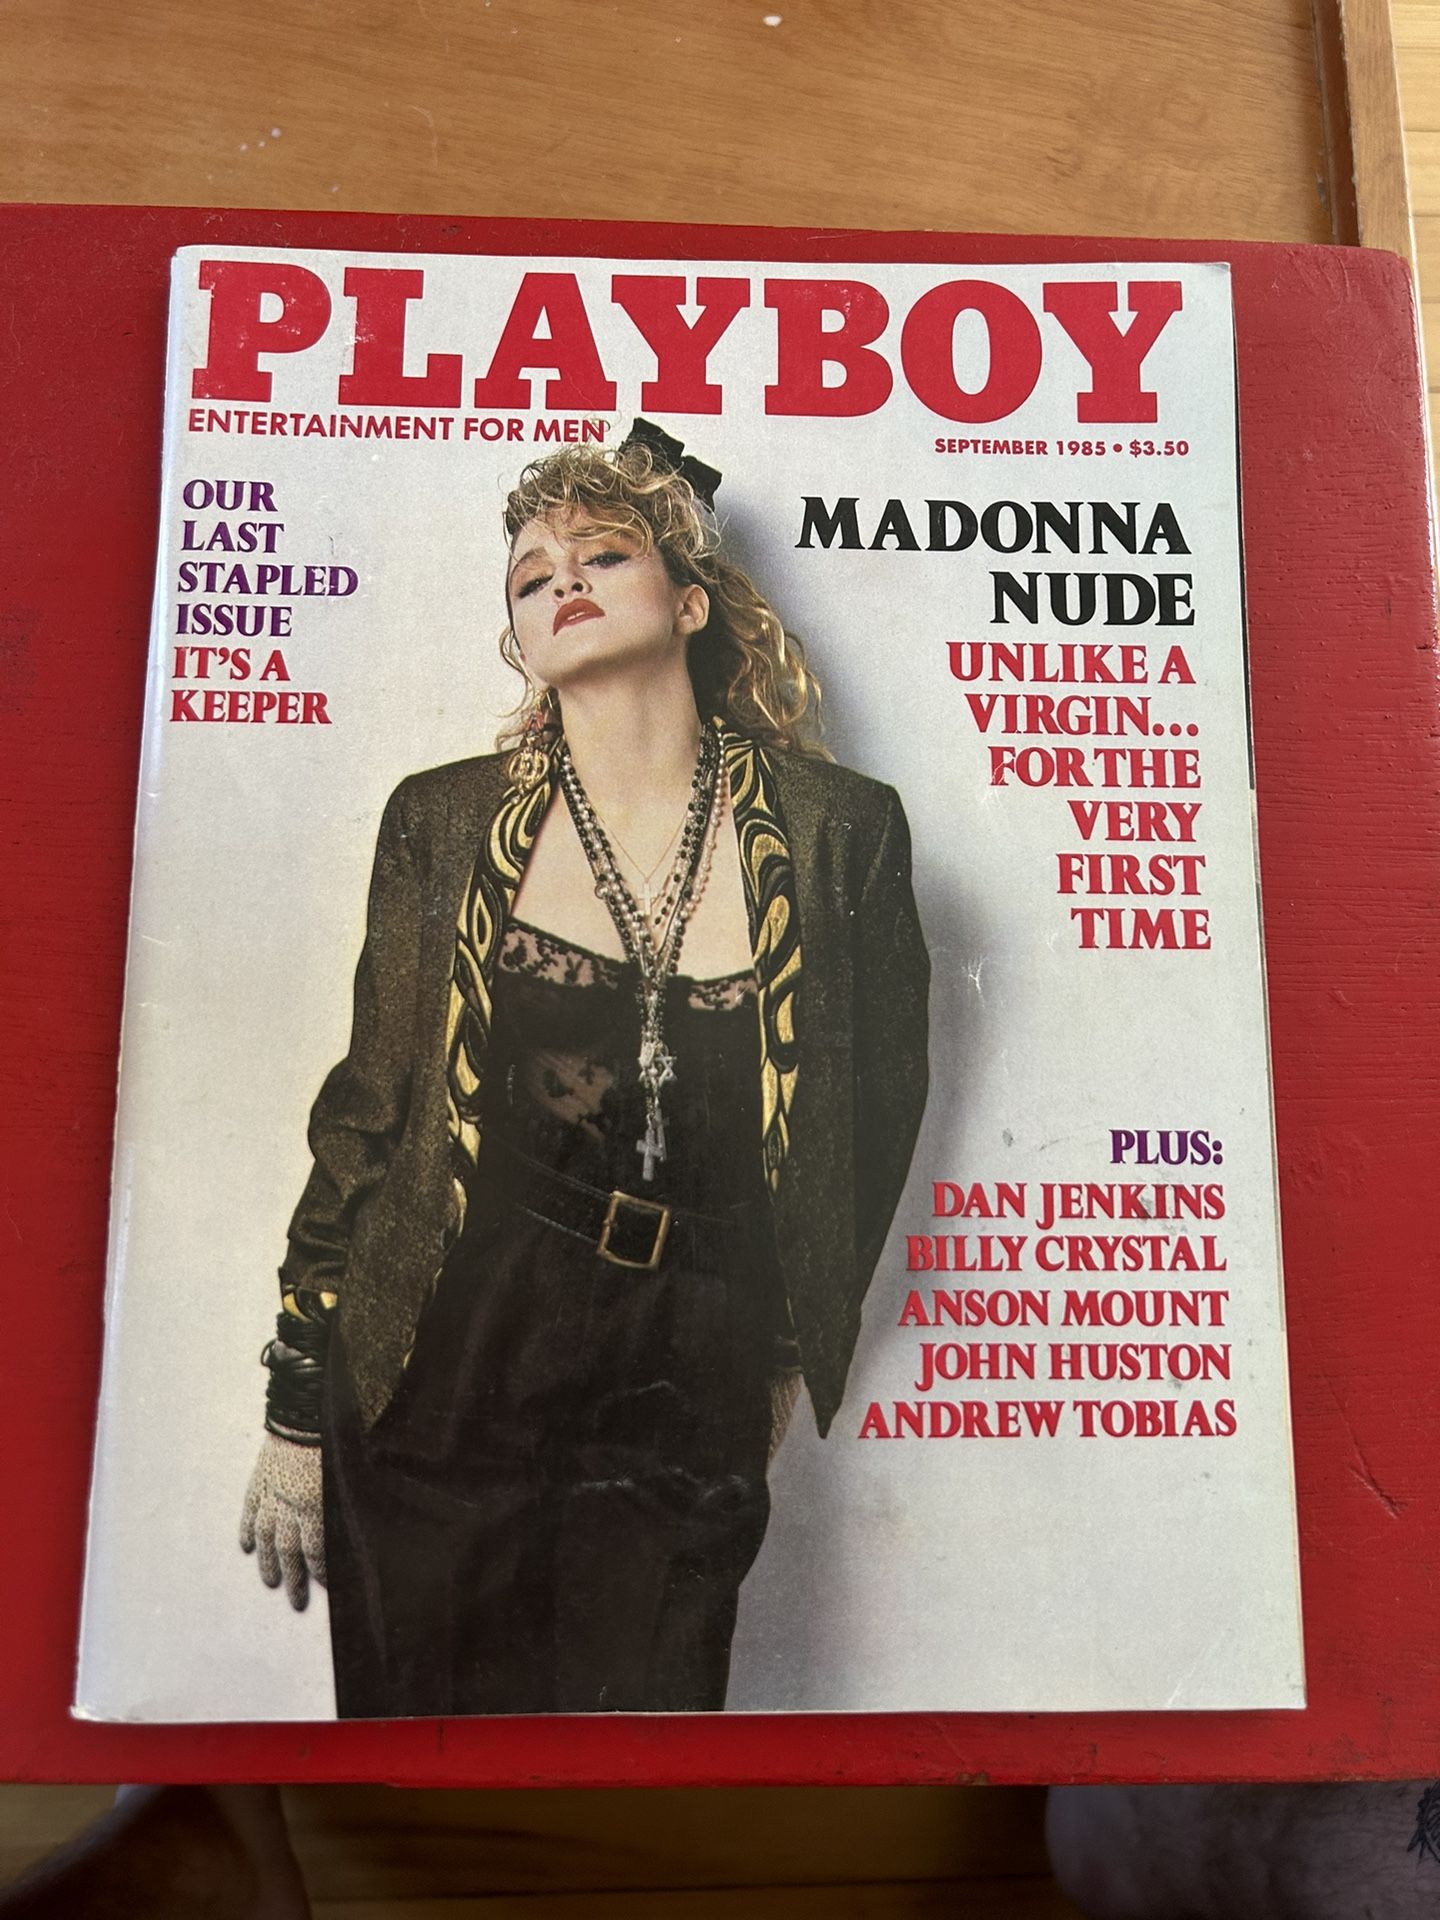 PLAYBOY
ENTERTAINMENT FOR MEN
SEPTEMBER 1985 • $3.50
OUR
LAST
STAPLED
ISSUE
IT'S A
KEEPER
MADONNA
NUDE
UNLIKE A
VIRGIN...
FOR THE
VERY
FIRST
TIME
PLUS:
DAN JENKINS
BILLY CRYSTAL
ANSON MOUNT
JOHN HUSTON
ANDREW TOBIAS